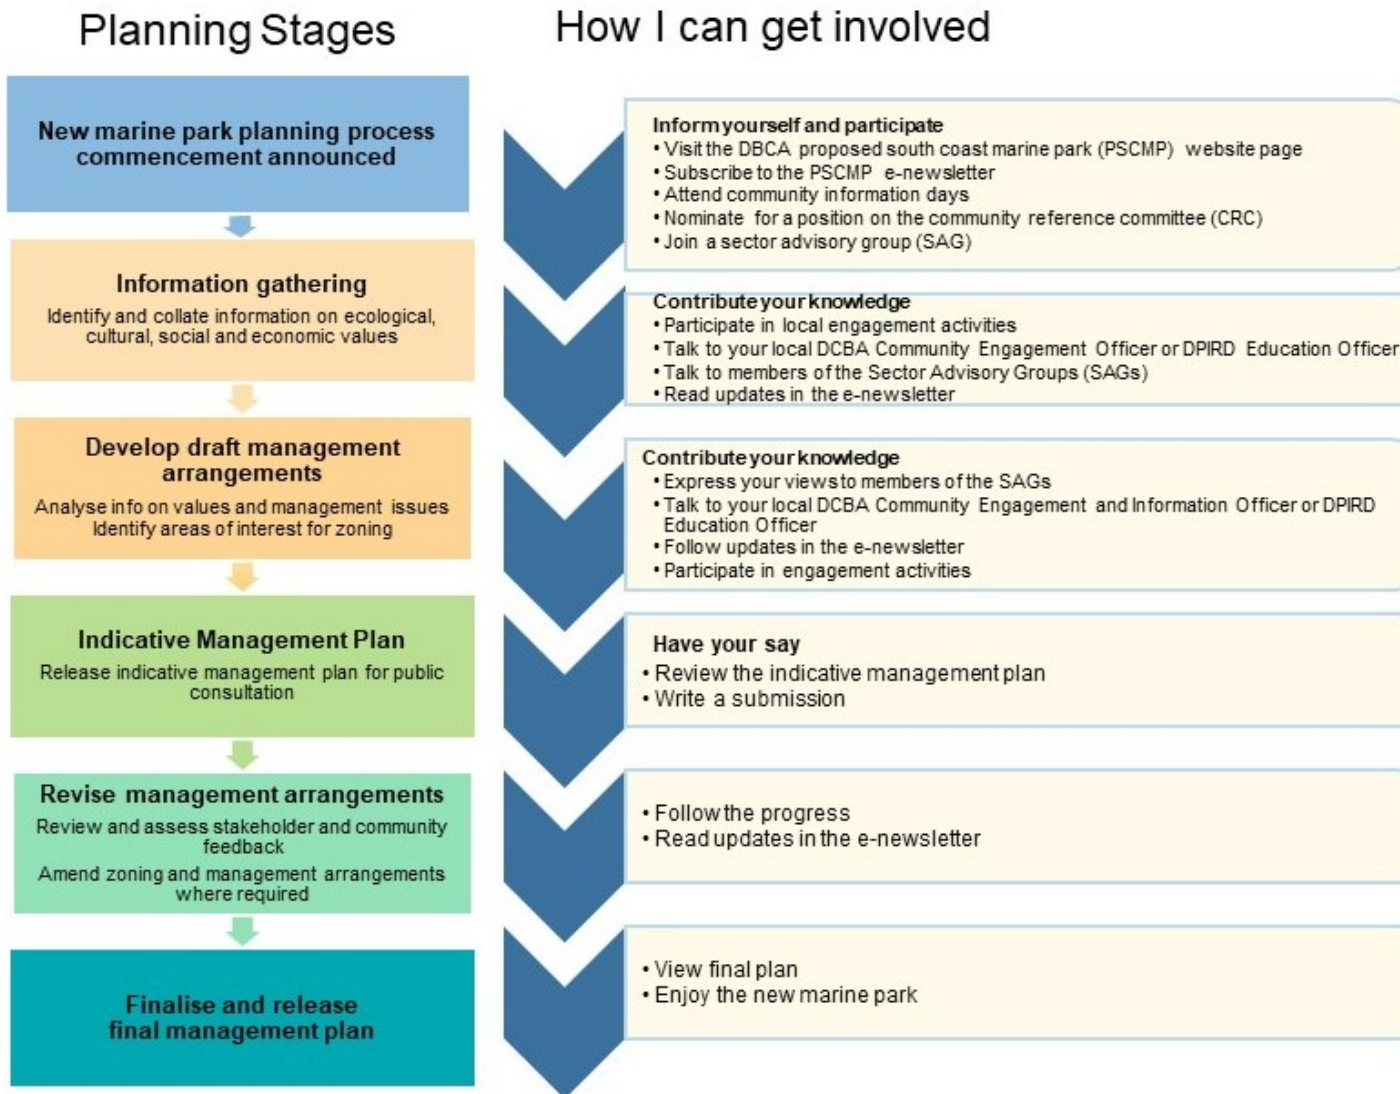 Planning Stages
How I can get involved
New marine park planning process
commencement announced
Inform yourself and participate
• Visit the DBCA proposed south coast marine park (PSCMP) website page
• Subscribe to the PSCMP e-newsletter
• Attend community information days
• Nominate for a position on the community reference committee (CRC)
• Join a sector advisory group (SAG)
Information gathering
Identify and collate information on ecological,
cultural, social and economic values
Contribute your knowledge
• Participate in local engagement activities
• Talk to your local DCBA Community Engagement Officer or DPIRD Education Officer
• Talk to members of the Sector Advisory Groups (SAGs)
• Read updates in the e-newsletter
Develop draft management
arrangements
Analyse info on values and management issues
Identify areas of interest for zoning
Contribute your knowledge
• Express your views to members of the SAGs
• Talk to your local DCBA Community Engagement and Information Officer or DPIRD
Education Officer
• Follow updates in the e-newsletter
• Participate in engagement activities
Indicative Management Plan
Release indicative management plan for public
consultation
Have your say
• Review the indicative management plan
• Write a submission
Revise management arrangements
Review and assess stakeholder and community
feedback
Amend zoning and management arrangements
where required
• Follow the progress
• Read updates in the e-newsletter
Finalise and release
final management plan
• View final plan
• Enjoy the new marine park